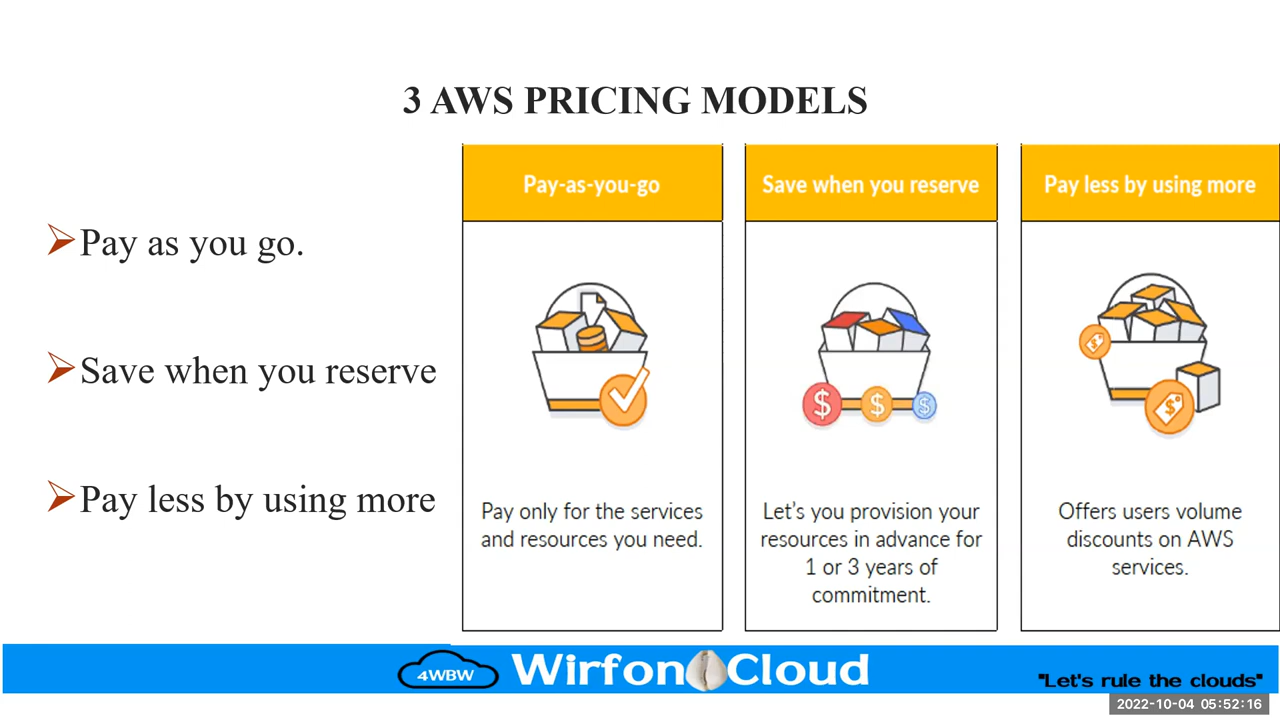 3 AWS PRICING MODELS
Pay as you go.
Save when you reserve
Pay less by using more
Pay-as-you-go
Pay only for the services
and resources you need.
Save when you reserve
$ $ $
Let's you provision your
resources in advance for
1 or 3 years of
commitment.
Pay less by using more
$
$
Offers users volume
discounts on AWS
services.
4WBW
Wirfon Cloud
"Let's rule the clouds"
2022-10-04 05:52:16